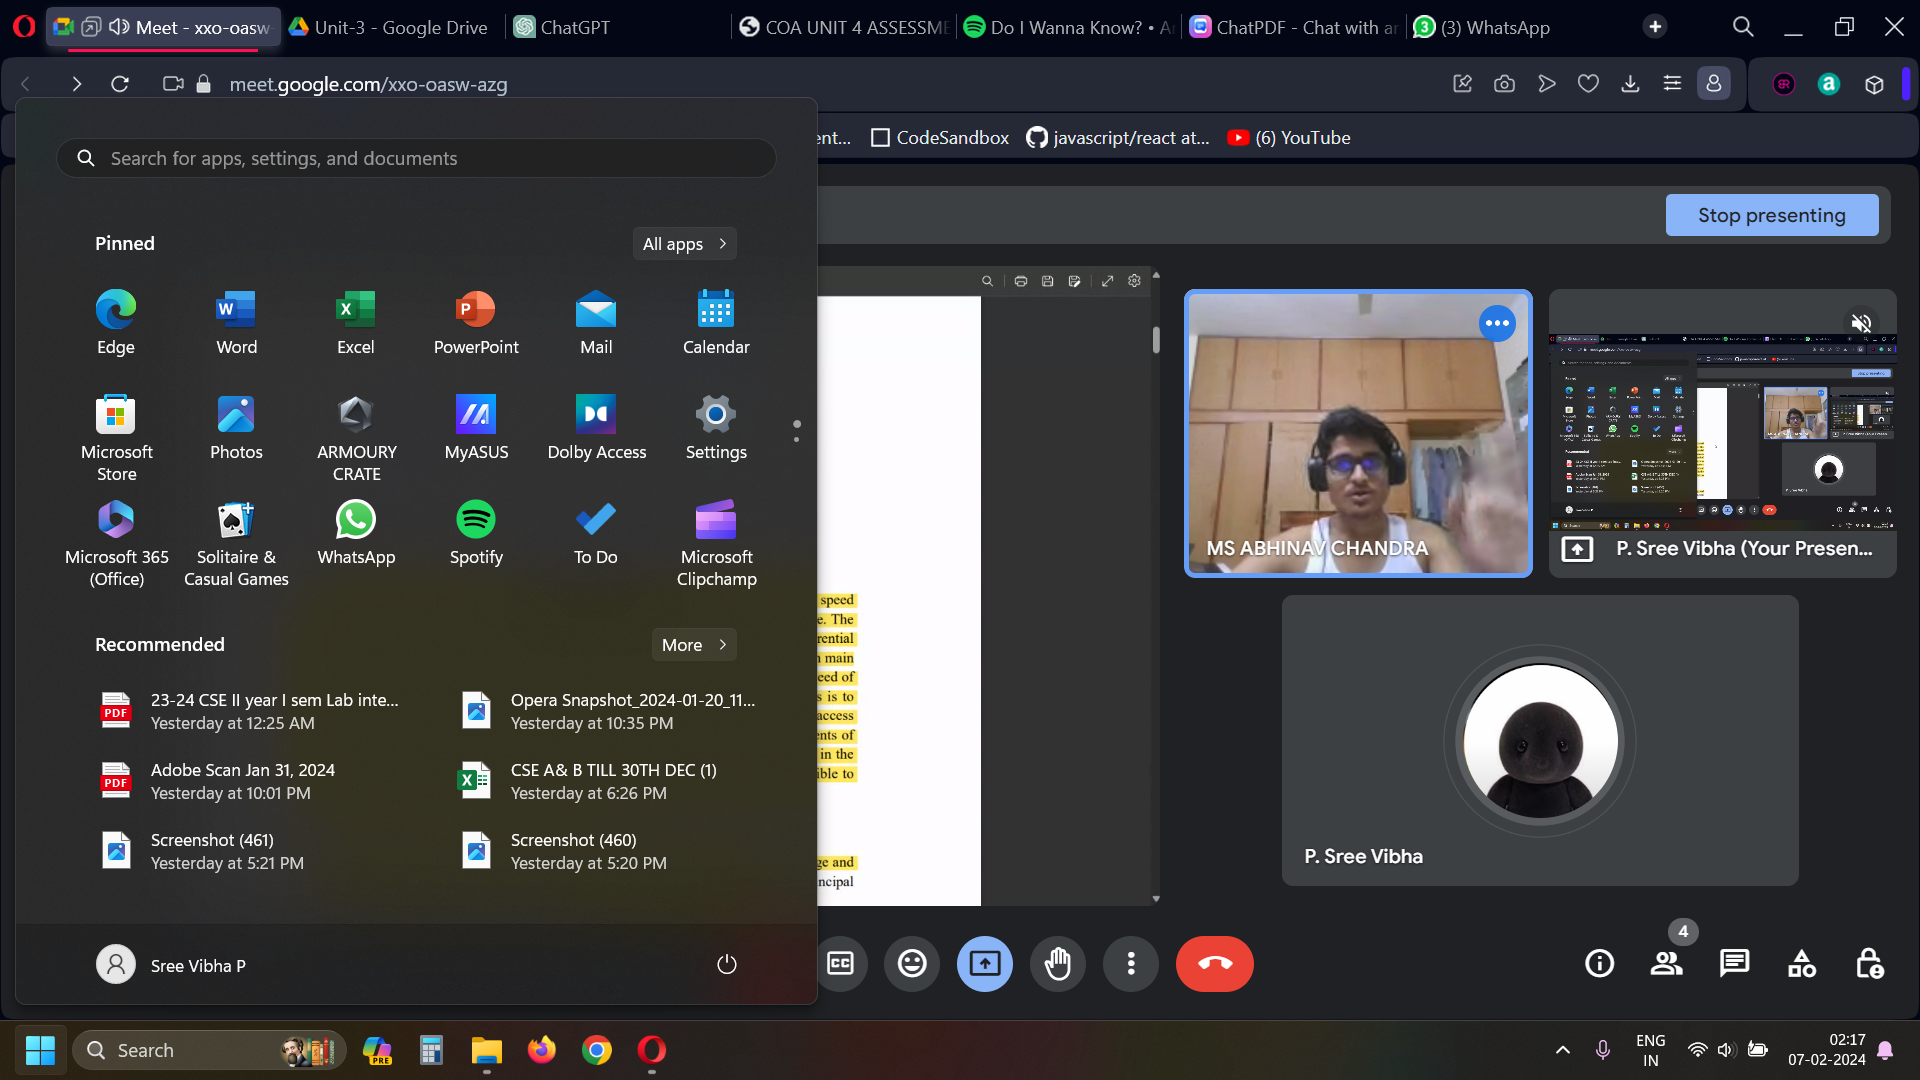 Meet - xxo-oasw-
Unit-3 - Google Drive
ChatGPT
COA UNIT 4 ASSESSME
Do I Wanna Know? • A
ChatPDF - Chat with an
(3) WhatsApp
meet.google.com/xxo-oasw-azg
ent...
CodeSandbox
javascript/react at...
(6) YouTube
Search for apps, settings, and documents
Stop presenting
Pinned
All apps
Edge
Word
Excel
PowerPoint
Mail
Calendar
Microsoft Store
Photos
ARMOURY CRATE
MyASUS
Dolby Access
Settings
Microsoft 365 (Office)
Solitaire & Casual Games
WhatsApp
Spotify
To Do
Microsoft Clipchamp
Recommended
More
23-24 CSE II year I sem Lab inte...
Yesterday at 12:25 AM
Opera Snapshot_2024-01-20_11...
Yesterday at 10:35 PM
Adobe Scan Jan 31, 2024
Yesterday at 10:01 PM
CSE A& B TILL 30TH DEC (1)
Yesterday at 6:26 PM
Screenshot (461)
Yesterday at 5:21 PM
Screenshot (460)
Yesterday at 5:20 PM
Sree Vibha P
speed
e. The
rential
n main
eed of
s is to
access
ents of
in the
ible to
ge and
ncipal
MS ABHINAV CHANDRA
P. Sree Vibha (Your Presen...
P. Sree Vibha
CC
4
Search
PRE
ENG
IN
02:17
07-02-2024